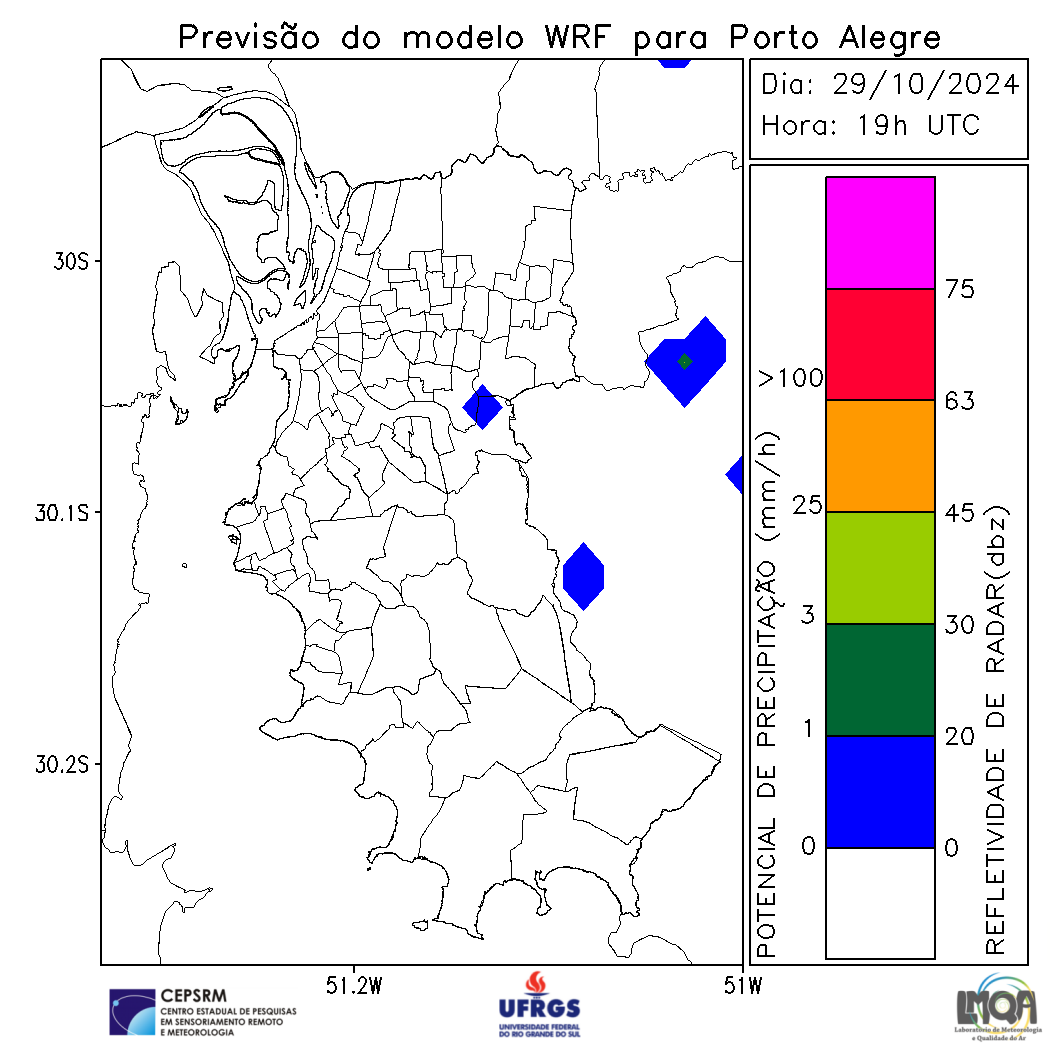 Previsão do modelo WRF para Porto Alegre
Dia: 29/10/2024
Hora: 19h UTC
30S
30.1S
30.2S
51.2W
51W
POTENCIAL DE PRECIPITAÇÃO (mm/h)
>100
25
3
1
0
75
63
45
30
20
0
REFLETIVIDADE DE RADAR(dbz)
CEPSRM
CENTRO ESTADUAL DE PESQUISAS
EM SENSORIAMENTO REMOTO
E METEOROLOGIA
UFRGS
UNIVERSIDADE FEDERAL
DO RIO GRANDE DO SUL
LMQA
Laboratório de Meteorologia
e Qualidade do Ar